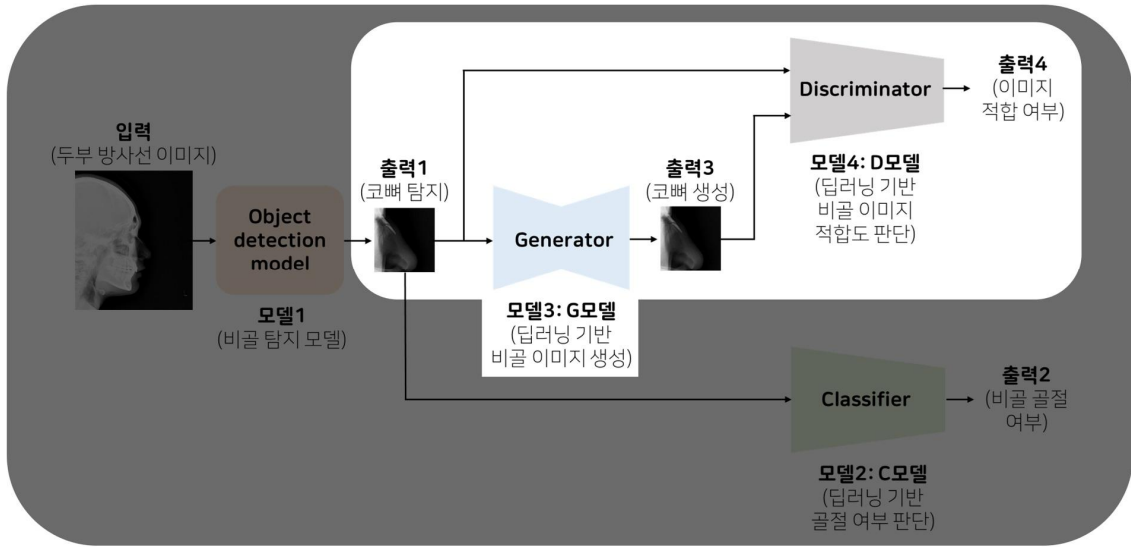 입력
(두부 방사선 이미지)
Object
detection
model
모델1
(비골 탐지 모델)
출력1
(코뼈 탐지)
Generator
모델3: G모델
(딥러닝 기반
비골 이미지 생성)
출력3
(코뼈 생성)
Discriminator
모델4: D모델
(딥러닝 기반
비골 이미지
적합도 판단)
출력4
(이미지
적합 여부)
Classifier
모델2: C모델
(딥러닝 기반
골절 여부 판단)
출력2
(비골 골절
여부)